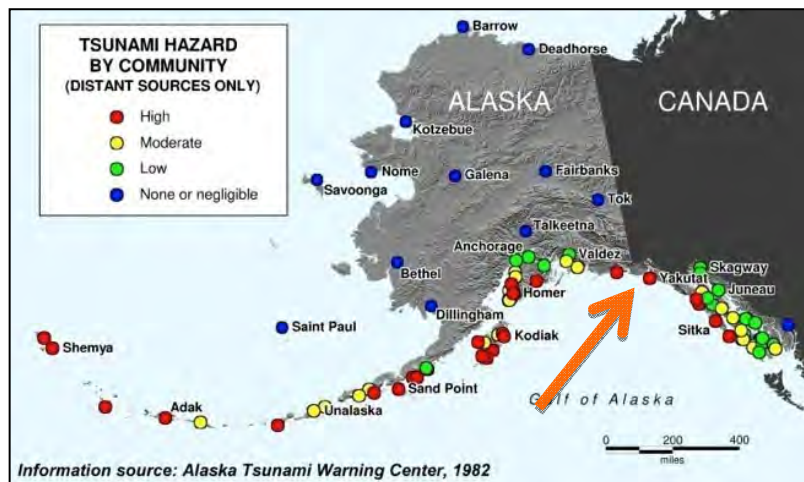 TSUNAMI HAZARD
BY COMMUNITY
(DISTANT SOURCES ONLY)
High
Moderate
Low
None or negligible
Barrow
Deadhorse
ALASKA
CANADA
Kotzebue
Nome
Savoonga
Galena
Fairbanks
Tok
Talkeetna
Anchorage
Valdez
Bethel
Homer
Yakutat
Skagway
Juneau
Dillingham
Saint Paul
Kodiak
Sitka
Shemya
Sand Point
Adak
Unalaska
Gulf of Alaska
0 200 400
miles
Information source: Alaska Tsunami Warning Center, 1982